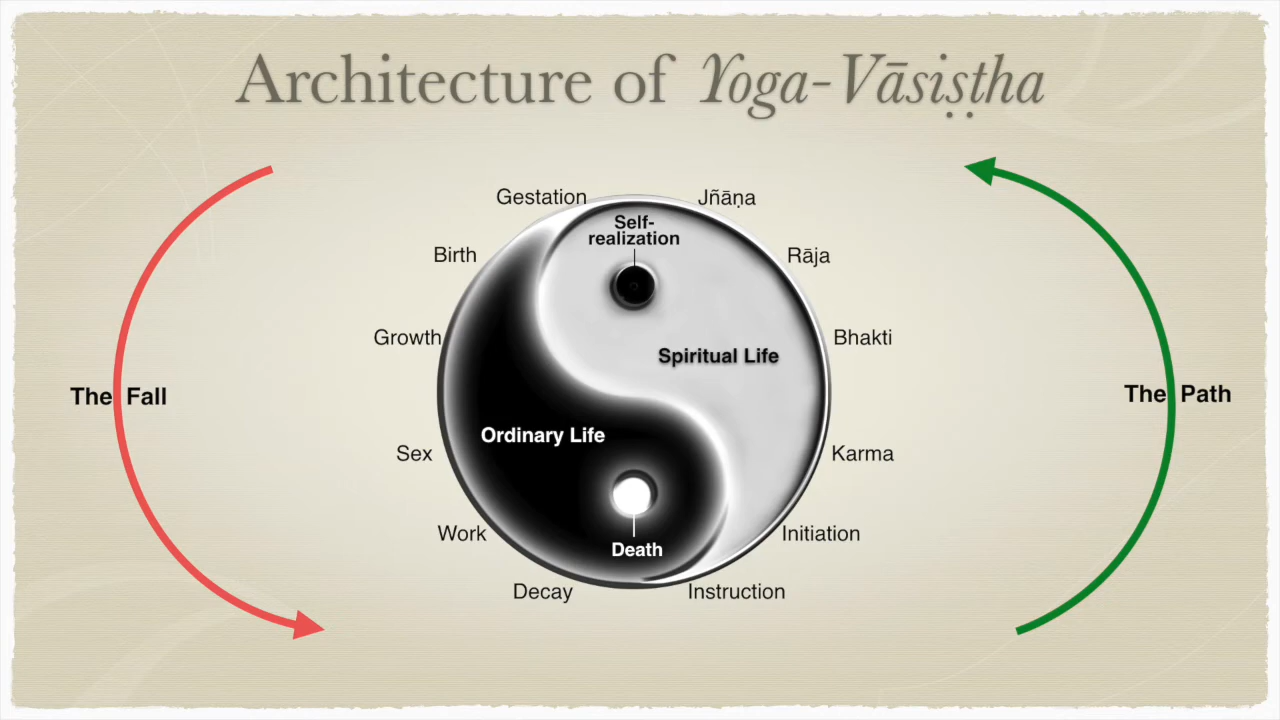 Architecture of Yoga-Vāsiṣṭha
Gestation
Jñāṇa
Self-
realization
Birth
Rāja
Growth
Bhakti
Spiritual Life
The Fall
The Path
Ordinary Life
Sex
Karma
Work
Initiation
Death
Decay
Instruction